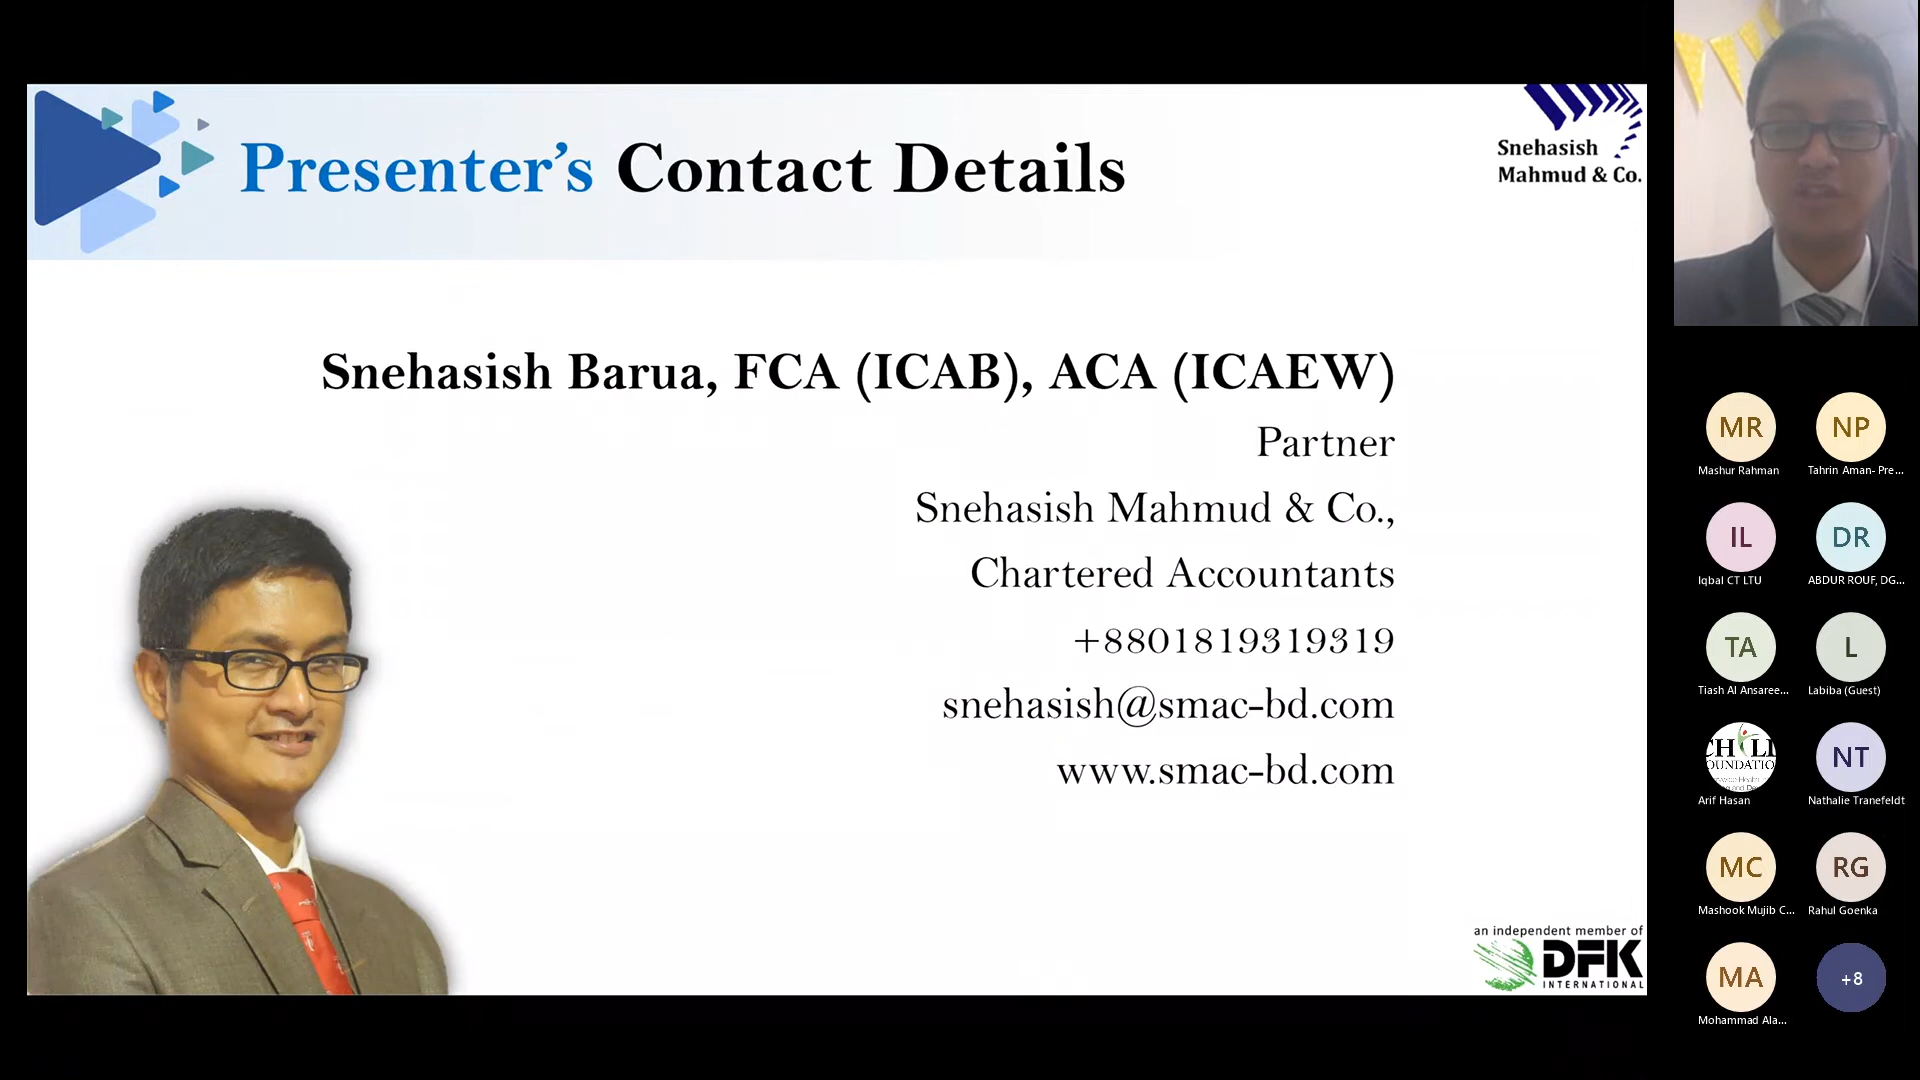 Presenter's Contact Details
Snehasish
Mahmud & Co.
Snehasish Barua, FCA (ICAB), ACA (ICAEW)
Partner
Snehasish Mahmud & Co.,
Chartered Accountants
+8801819319319
snehasish@smac-bd.com
www.smac-bd.com
an independent member of
DFK
INTERNATIONAL
MR
Mashur Rahman
NP
Tahrin Aman- Pre...
IL
Iqbal CT LTU
DR
ABDUR ROUF, DG...
TA
Tiash Al Ansaree...
L
Labiba (Guest)
Arif Hasan
NT
Nathalie Tranefeldt
MC
Mashook Mujib C...
RG
Rahul Goenka
MA
Mohammad Ala...
+8